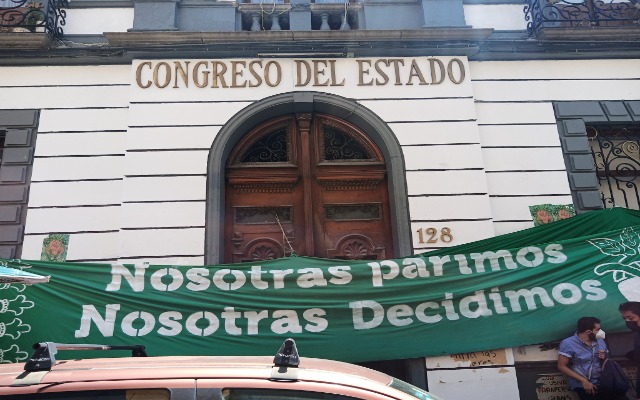 CONGRESO DEL ESTADO
128
Nosotras parimos
Nosotras Decidimos